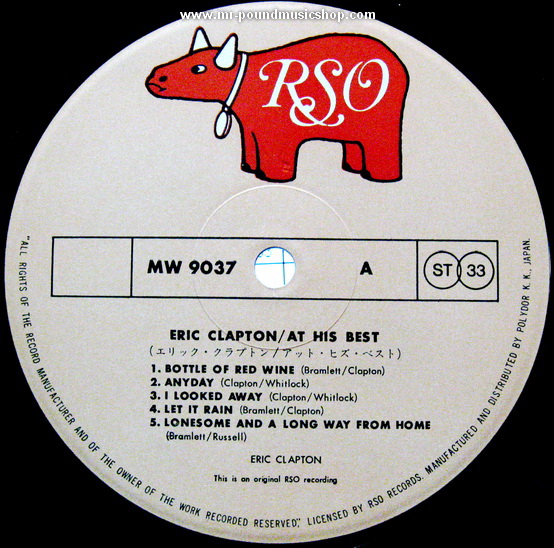 www.mr-poundmusicshop.com
RSO
MW 9037 A ST 33
ERIC CLAPTON/AT HIS BEST
(エリック・クラプトン/アット・ヒズ・ベスト)
1. BOTTLE OF RED WINE (Bramlett/Clapton)
2. ANYDAY (Clapton/Whitlock)
3. I LOOKED AWAY (Clapton/Whitlock)
4. LET IT RAIN (Bramlett/Clapton)
5. LONESOME AND A LONG WAY FROM HOME
(Bramlett/Russell)
ERIC CLAPTON
This is an original RSO recording
"ALL RIGHTS OF THE RECORD MANUFACTURER AND OF THE OWNER OF THE WORK RECORDED RESERVED", LICENSED BY RSO RECORDS. MANUFACTURED AND DISTRIBUTED BY POLYDOR K.K., JAPAN.